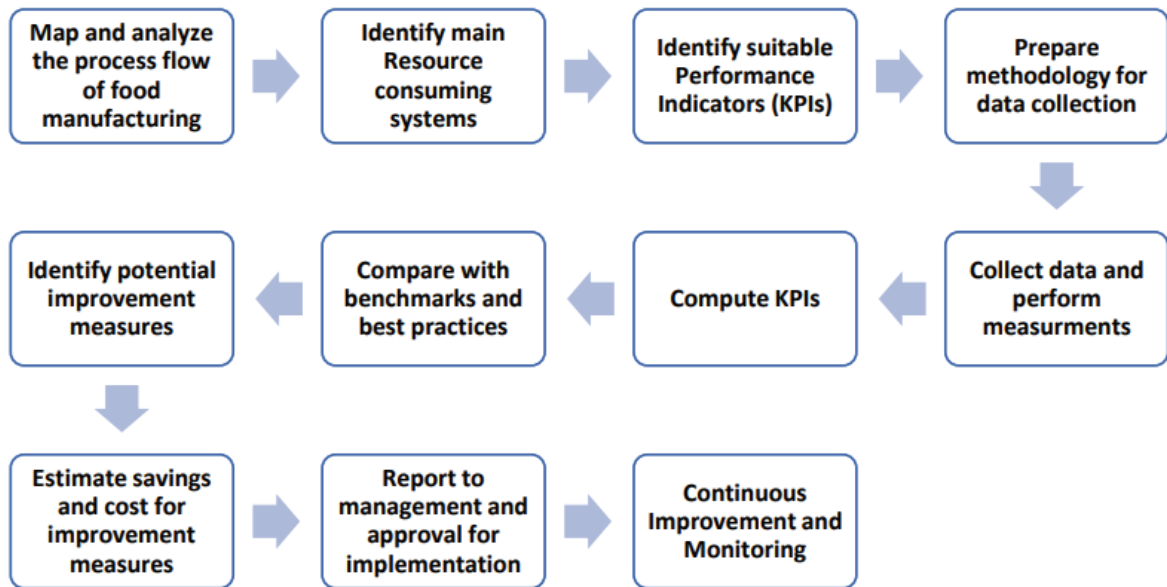 Map and analyze
the process flow
of food
manufacturing
Identify main
Resource
consuming
systems
Identify suitable
Performance
Indicators (KPIs)
Prepare
methodology for
data collection
Collect data and
perform
measurments
Compute KPIs
Compare with
benchmarks and
best practices
Identify potential
improvement
measures
Estimate savings
and cost for
improvement
measures
Report to
management and
approval for
implementation
Continuous
Improvement and
Monitoring